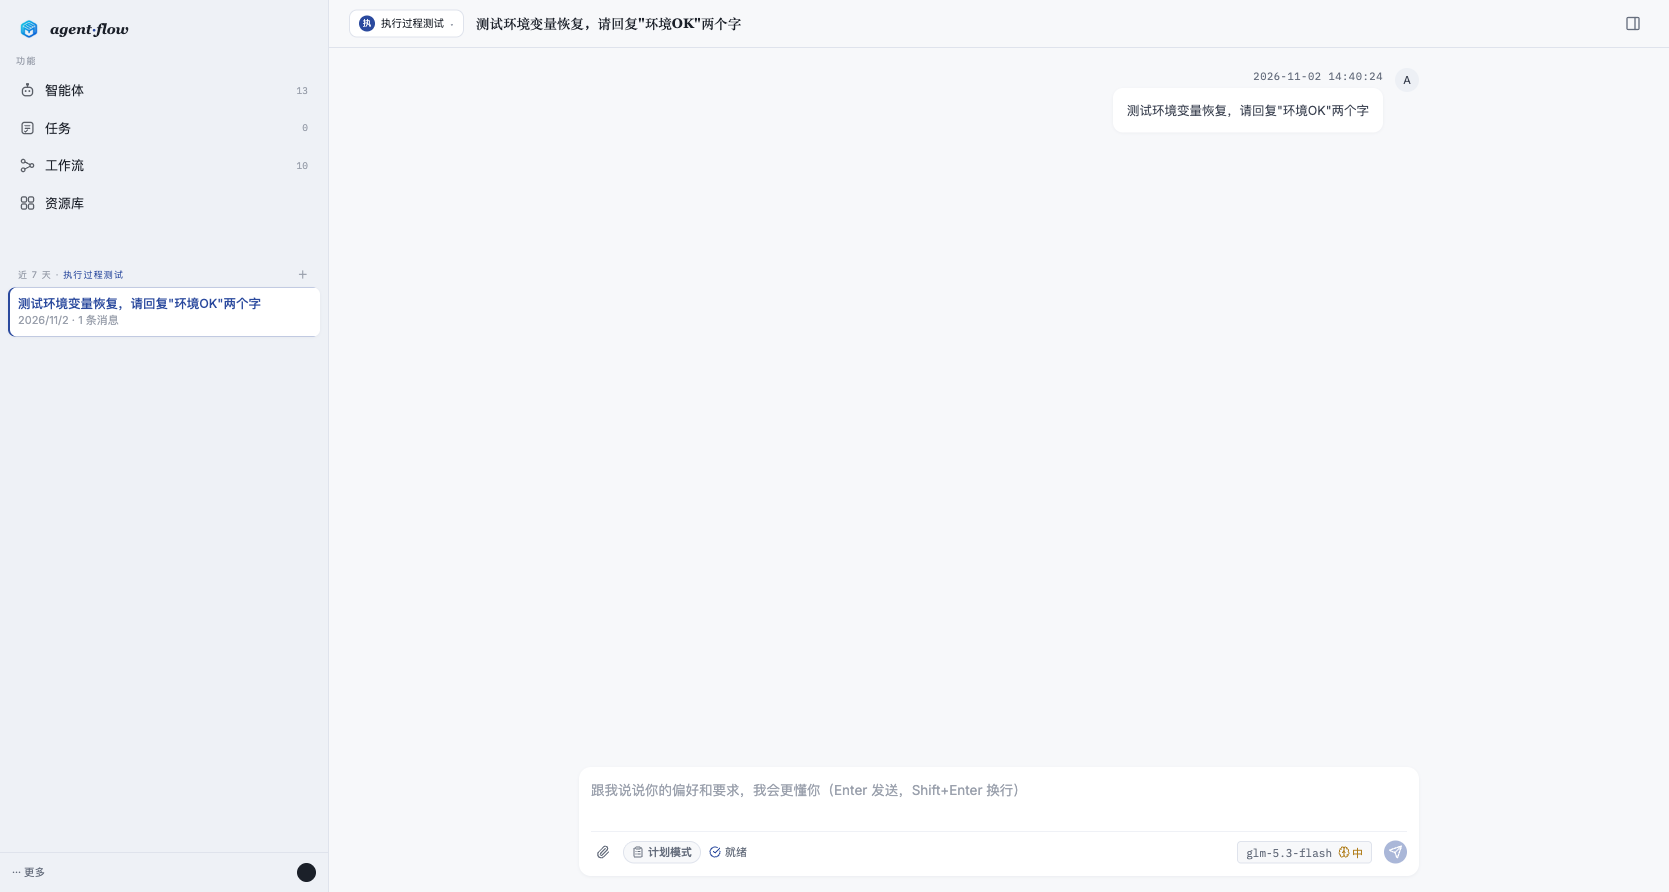 agent·flow
功能
智能体 13
任务 0
工作流 10
资源库
近 7 天 · 执行过程测试 +
测试环境变量恢复，请回复"环境OK"两个字
2026/11/2 · 1 条消息
··· 更多
执 执行过程测试 ·
测试环境变量恢复，请回复"环境OK"两个字
2026-11-02 14:40:24
A
测试环境变量恢复，请回复"环境OK"两个字
跟我说说你的偏好和要求，我会更懂你（Enter 发送，Shift+Enter 换行）
计划模式 就绪
glm-5.3-flash 中